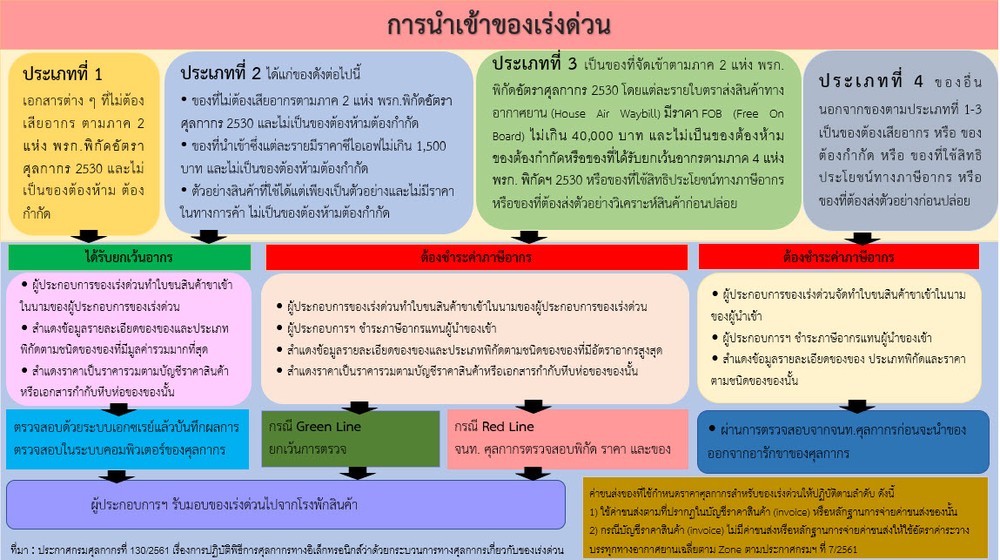 การนำเข้าของเร่งด่วน
ประเภทที่ 1
เอกสารต่าง ๆ ที่ไม่ต้อง
เสียอากร ตามภาค 2
แห่ง พรก.พิกัดอัตรา
ศุลกากร 2530 และไม่
เป็นของต้องห้าม ต้อง
กำกัด
ประเภทที่ 2 ได้แก่ของดังต่อไปนี้
• ของที่ไม่ต้องเสียอากรตามภาค 2 แห่ง พรก.พิกัดอัตรา
ศุลกากร 2530 และไม่เป็นของต้องห้ามต้องกำกัด
• ของที่นำเข้าซึ่งแต่ละรายมีราคาซีไอเอฟไม่เกิน 1,500
บาท และไม่เป็นของต้องห้ามต้องกำกัด
• ตัวอย่างสินค้าที่ใช้ได้แต่เพียงเป็นตัวอย่างและไม่มีราคา
ในทางการค้า ไม่เป็นของต้องห้ามต้องกำกัด
ประเภทที่ 3 เป็นของที่จัดเข้าตามภาค 2 แห่ง พรก.
พิกัดอัตราศุลกากร 2530 โดยแต่ละรายใบตราส่งสินค้าทาง
อากาศยาน (House Air Waybill) มีราคา FOB (Free On
Board) ไม่เกิน 40,000 บาท และไม่เป็นของต้องห้าม
ของต้องกำกัดหรือของที่ได้รับยกเว้นอากรตามภาค 4 แห่ง
พรก. พิกัดฯ 2530 หรือของที่ใช้สิทธิประโยชน์ทางภาษีอากร
หรือของที่ต้องส่งตัวอย่างวิเคราะห์สินค้าก่อนปล่อย
ประเภทที่ 4 ของอื่น
นอกจากของตามประเภทที่ 1-3
เป็นของต้องเสียอากร หรือ ของ
ต้องกำกัด หรือ ของที่ใช้สิทธิ
ประโยชน์ทางภาษีอากร หรือ
ของที่ต้องส่งตัวอย่างก่อนปล่อย
ได้รับยกเว้นอากร
• ผู้ประกอบการของเร่งด่วนทำใบขนสินค้าขาเข้า
ในนามของผู้ประกอบการของเร่งด่วน
• สำแดงข้อมูลรายละเอียดของของและประเภท
พิกัดตามชนิดของของที่มีมูลค่ารวมมากที่สุด
• สำแดงราคาเป็นราคารวมตามบัญชีราคาสินค้า
หรือเอกสารกำกับหีบห่อของของนั้น
ต้องชำระค่าภาษีอากร
• ผู้ประกอบการของเร่งด่วนทำใบขนสินค้าขาเข้าในนามของผู้ประกอบการของเร่งด่วน
• ผู้ประกอบการฯ ชำระภาษีอากรแทนผู้นำของเข้า
• สำแดงข้อมูลรายละเอียดของของและประเภทพิกัดตามชนิดของของที่มีอัตราอากรสูงสุด
• สำแดงราคาเป็นราคารวมตามบัญชีราคาสินค้าหรือเอกสารกำกับหีบห่อของของนั้น
ต้องชำระค่าภาษีอากร
• ผู้ประกอบการของเร่งด่วนจัดทำใบขนสินค้าขาเข้าในนาม
ของผู้นำเข้า
• ผู้ประกอบการฯ ชำระภาษีอากรแทนผู้นำของเข้า
• สำแดงข้อมูลรายละเอียดของของ ประเภทพิกัดและราคา
ตามชนิดของของนั้น
ตรวจสอบด้วยระบบเอกซเรย์แล้วบันทึกผลการ
ตรวจสอบในระบบคอมพิวเตอร์ของศุลกากร
กรณี Green Line
ยกเว้นการตรวจ
กรณี Red Line
จนท. ศุลกากรตรวจสอบพิกัด ราคา และของ
• ผ่านการตรวจสอบจากจนท.ศุลกากรก่อนจะนำของ
ออกจากอารักขาของศุลกากร
ผู้ประกอบการฯ รับมอบของเร่งด่วนไปจากโรงพักสินค้า
ค่าขนส่งของที่ใช้กำหนดราคาศุลกากรสำหรับของเร่งด่วนให้ปฏิบัติตามลำดับ ดังนี้
1) ใช้ค่าขนส่งตามที่ปรากฏในบัญชีราคาสินค้า (invoice) หรือหลักฐานการจ่ายค่าขนส่งของนั้น
2) กรณีบัญชีราคาสินค้า (invoice) ไม่มีค่าขนส่งหรือหลักฐานการจ่ายค่าขนส่งให้ใช้อัตราค่าระวาง
บรรทุกทางอากาศยานเฉลี่ยตาม Zone ตามประกาศกรมฯ ที่ 7/2561
ที่มา : ประกาศกรมศุลกากรที่ 130/2561 เรื่องการปฏิบัติพิธีการศุลกากรทางอิเล็กทรอนิกส์ว่าด้วยกระบวนการทางศุลกากรเกี่ยวกับของเร่งด่วน